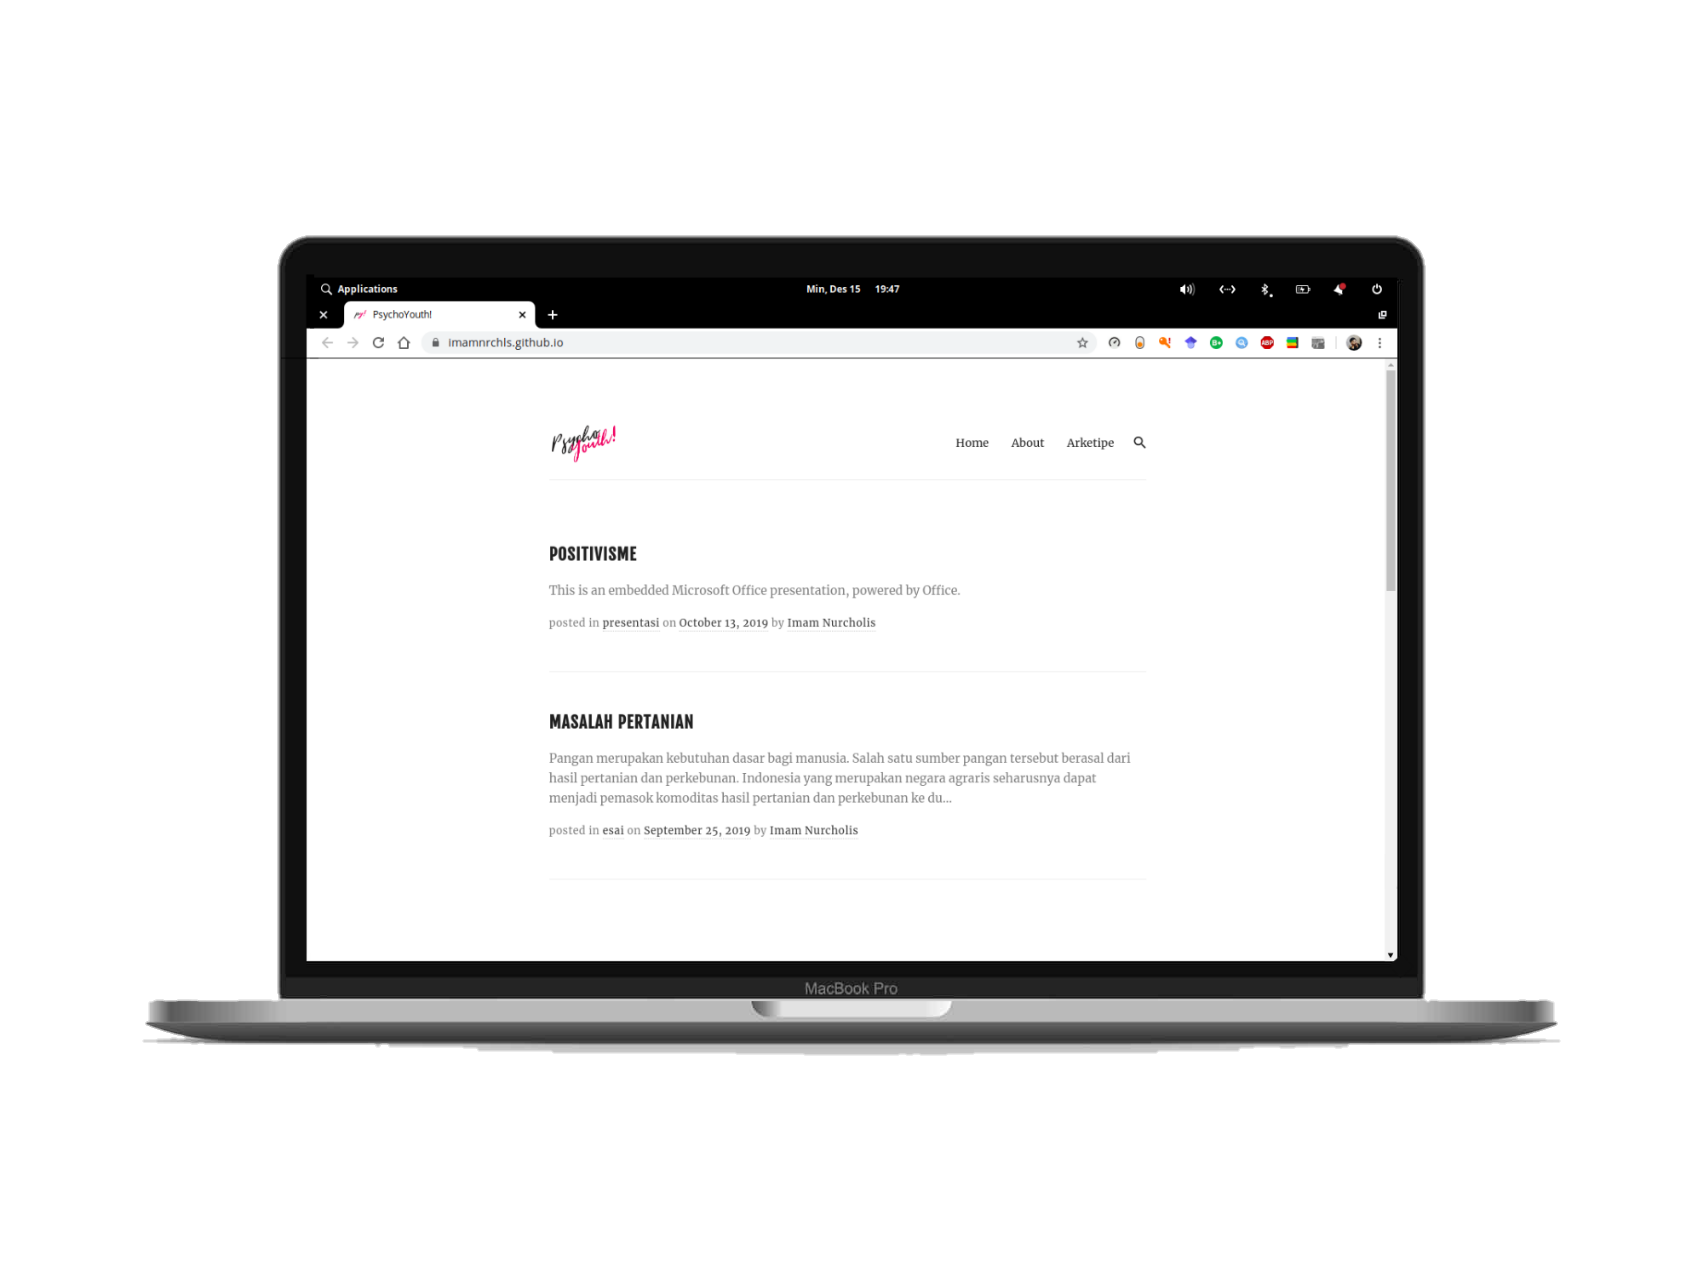 Applications
Min, Des 15 19:47
py! PsychoYouth!
imamnrchls.github.io
ABP
Psycho
Youth!
Home About Arketipe
POSITIVISME
This is an embedded Microsoft Office presentation, powered by Office.
posted in presentasi on October 13, 2019 by Imam Nurcholis
MASALAH PERTANIAN
Pangan merupakan kebutuhan dasar bagi manusia. Salah satu sumber pangan tersebut berasal dari
hasil pertanian dan perkebunan. Indonesia yang merupakan negara agraris seharusnya dapat
menjadi pemasok komoditas hasil pertanian dan perkebunan ke du...
posted in esai on September 25, 2019 by Imam Nurcholis
MacBook Pro